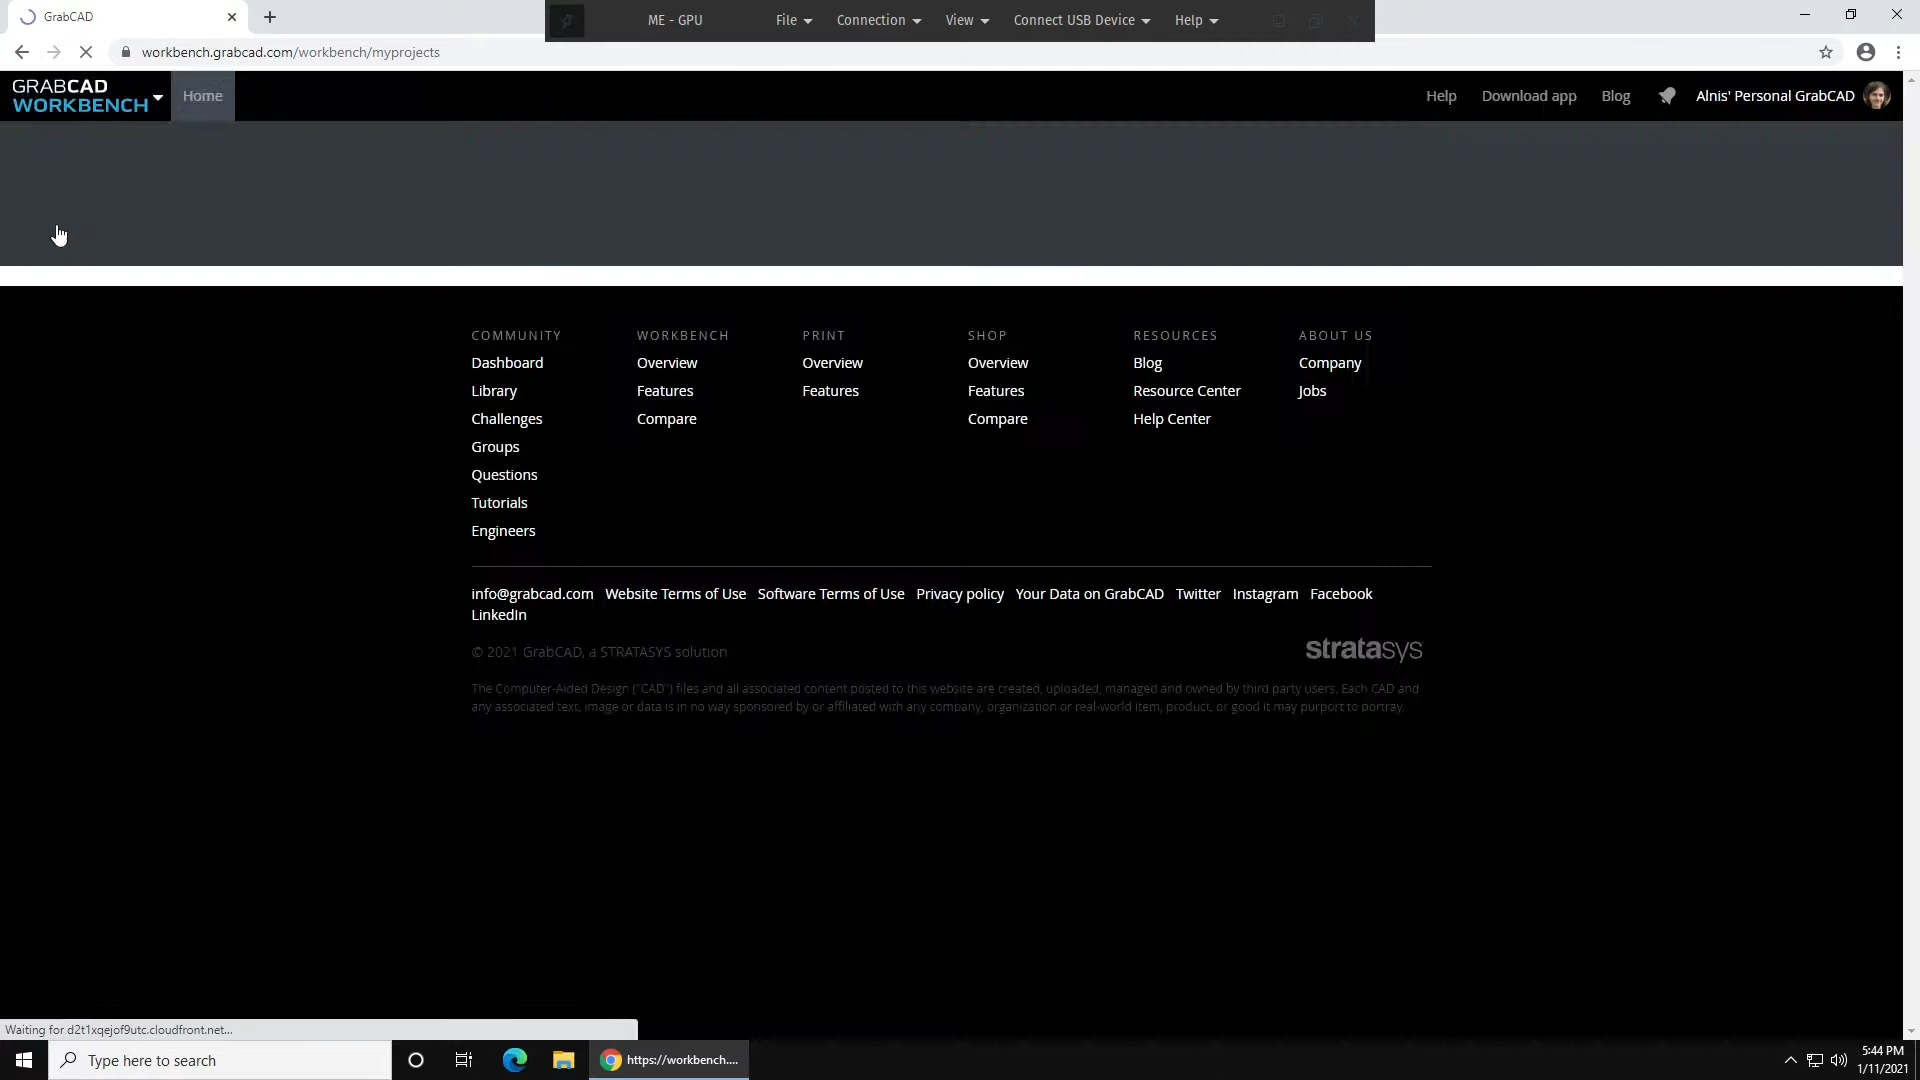 GrabCAD
ME - GPU File Connection View Connect USB Device Help
workbench.grabcad.com/workbench/myprojects
GRABCAD
WORKBENCH
Home
Help Download app Blog Alnis' Personal GrabCAD
COMMUNITY WORKBENCH PRINT SHOP RESOURCES ABOUT US
Dashboard Overview Overview Overview Blog Company
Library Features Features Features Resource Center Jobs
Challenges Compare Compare Help Center
Groups
Questions
Tutorials
Engineers
info@grabcad.com Website Terms of Use Software Terms of Use Privacy policy Your Data on GrabCAD Twitter Instagram Facebook
LinkedIn
© 2021 GrabCAD, a STRATASYS solution
stratasys
The Computer-Aided Design ("CAD") files and all associated content posted to this website are created, uploaded, managed and owned by third party users. Each CAD and
any associated text, image or data is in no way sponsored by or affiliated with any company, organization or real-world item, product, or good it may purport to portray.
Waiting for d2t1xqejof9utc.cloudfront.net...
Type here to search
https://workbench....
5:44 PM
1/11/2021